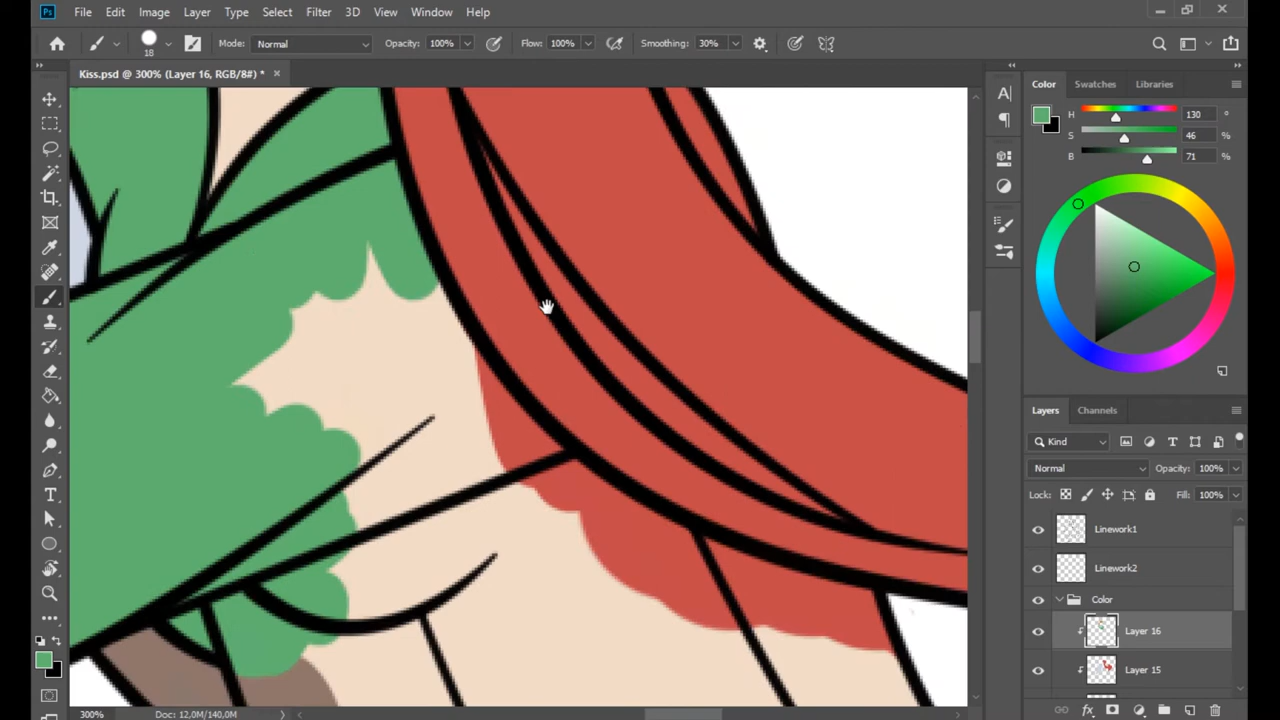 Ps File Edit Image Layer Type Select Filter 3D View Window Help
18 Mode: Normal Opacity: 100% Flow: 100% Smoothing: 30%
Kiss.psd @ 300% (Layer 16, RGB/8#) * ×
Color Swatches Libraries
H 130 °
S 46 %
B 71 %
Layers Channels
Kind
Normal Opacity: 100%
Lock: Fill: 100%
Linework1
Linework2
Color
Layer 16
Layer 15
300% Doc: 12,0M/140,0M